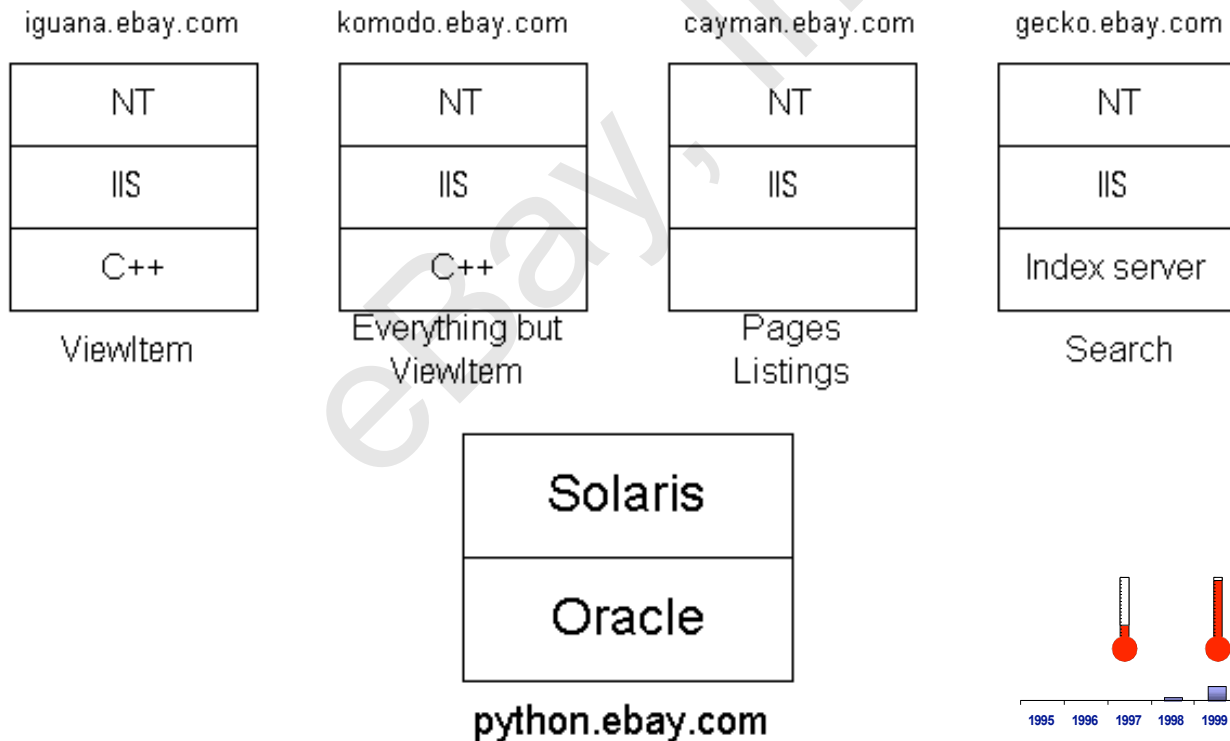 iguana.ebay.com
komodo.ebay.com
cayman.ebay.com
gecko.ebay.com
NT
NT
NT
NT
IIS
IIS
IIS
IIS
C++
C++
Index server
ViewItem
Everything but
ViewItem
Pages
Listings
Search
eBay, In
Solaris
Oracle
python.ebay.com
1995 1996 1997 1998 1999